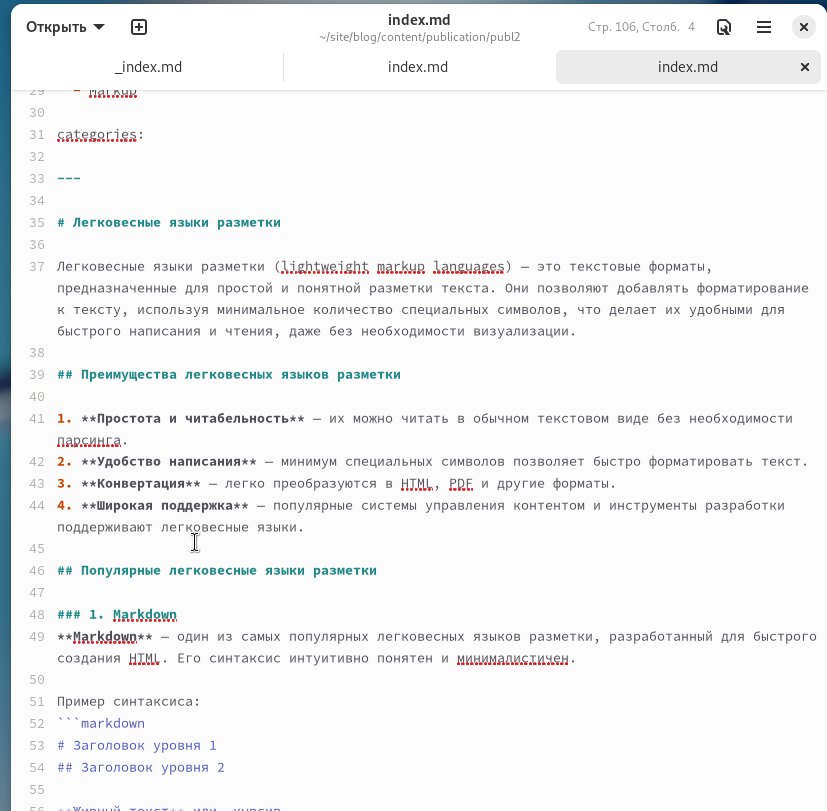 Открыть
index.md
~/site/blog/content/publication/publ2
Стр. 106, Столб. 4
_index.md
index.md
index.md
29 - Markup
30
31 categories:
32
33 ---
34
35 # Легковесные языки разметки
36
37 Легковесные языки разметки (lightweight markup languages) — это текстовые форматы,
предназначенные для простой и понятной разметки текста. Они позволяют добавлять форматирование
к тексту, используя минимальное количество специальных символов, что делает их удобными для
быстрого написания и чтения, даже без необходимости визуализации.
38
39 ## Преимущества легковесных языков разметки
40
41 1. **Простота и читабельность** — их можно читать в обычном текстовом виде без необходимости
парсинга.
42 2. **Удобство написания** — минимум специальных символов позволяет быстро форматировать текст.
43 3. **Конвертация** — легко преобразуются в HTML, PDF и другие форматы.
44 4. **Широкая поддержка** — популярные системы управления контентом и инструменты разработки
поддерживают легковесные языки.
45
46 ## Популярные легковесные языки разметки
47
48 ### 1. Markdown
49 **Markdown** — один из самых популярных легковесных языков разметки, разработанный для быстрого
создания HTML. Его синтаксис интуитивно понятен и минималистичен.
50
51 Пример синтаксиса:
52 ```markdown
53 # Заголовок уровня 1
54 ## Заголовок уровня 2
55
56 **Жирный текст** или _курсив_